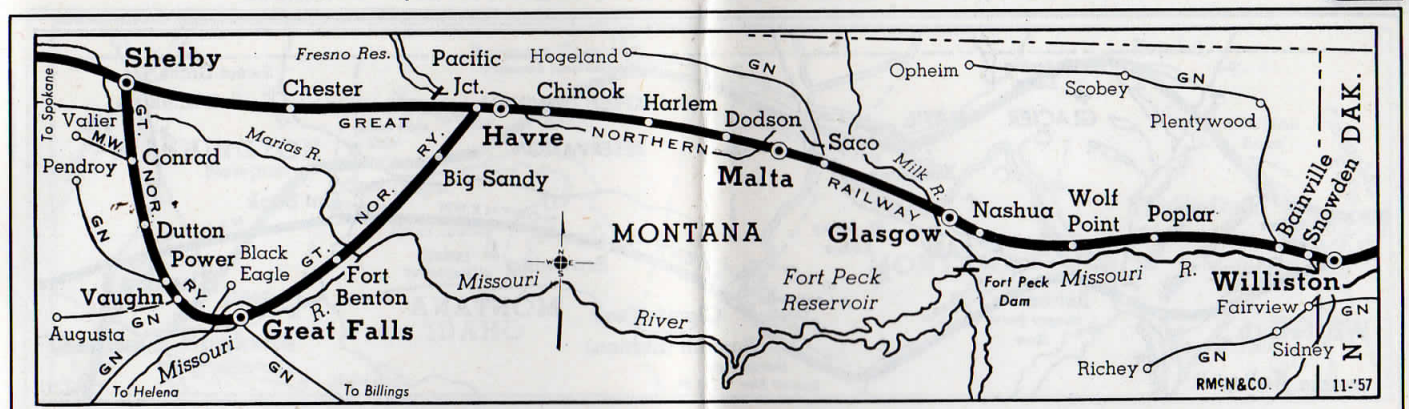 Shelby
To Spokane
Valier
M.W.
Pendroy
GN
GT. NOR. RY.
Conrad
Dutton
Power
Vaughn
Augusta
GN
Black
Eagle
Great Falls
GN
To Helena
Missouri R.
GN
To Billings
Chester
GREAT NORTHERN RAILWAY
Marias R.
Fresno Res.
Pacific
Jct.
Havre
Big Sandy
GT. NOR. RY.
Fort
Benton
Chinook
Hogeland
GN
Harlem
Dodson
Malta
Saco
Milk R.
MONTANA
N
W E
S
Missouri River
Glasgow
Nashua
Fort Peck
Reservoir
Fort Peck
Dam
Wolf
Point
Poplar
Missouri R.
Opheim
GN
Scobey
Plentywood
Bainville
Snowden
Williston
N. DAK.
Fairview
GN
Sidney
GN
Richey
RMCN&CO.
11-'57